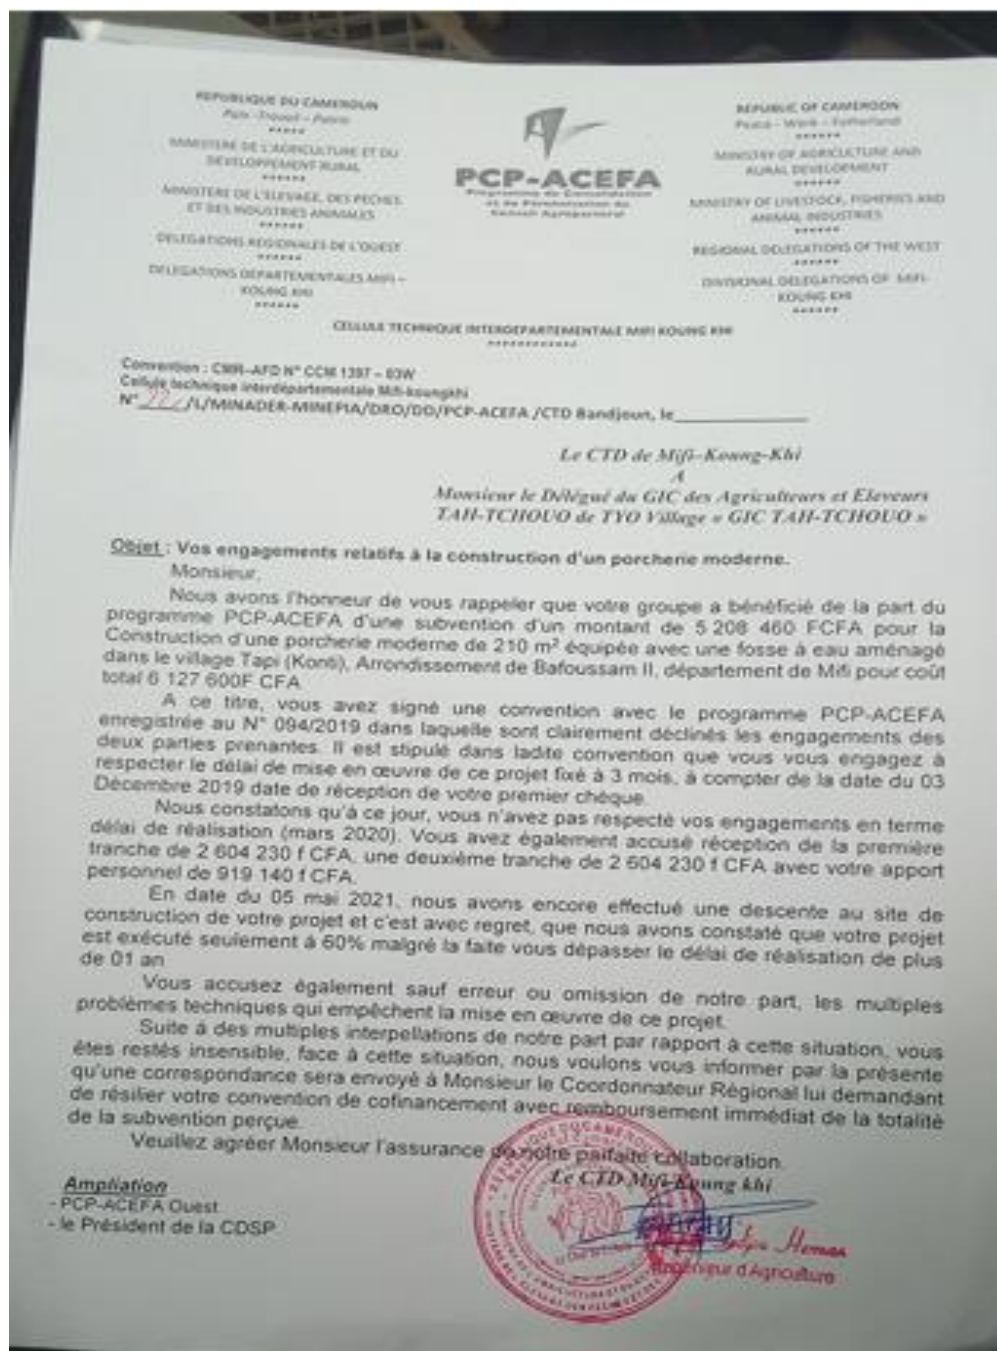 REPUBLIQUE DU CAMEROUN
Paix - Travail - Patrie
*****
MINISTERE DE L'AGRICULTURE ET DU
DEVELOPPEMENT RURAL
******
MINISTERE DE L'ELEVAGE, DES PECHES
ET DES INDUSTRIES ANIMALES
******
DELEGATIONS REGIONALES DE L'OUEST
******
DELEGATIONS DEPARTEMENTALES MIFI –
KOUNG KHI
******
PCP-ACEFA
Programme de Consolidation
et de Pérennisation du
Conseil Agropastoral
REPUBLIC OF CAMEROON
Peace - Work - Fatherland
******
MINISTRY OF AGRICULTURE AND
RURAL DEVELOPMENT
******
MINISTRY OF LIVESTOCK, FISHERIES AND
ANIMAL INDUSTRIES
******
REGIONAL DELEGATIONS OF THE WEST
******
DIVISIONAL DELEGATIONS OF MIFI-
KOUNG KHI
******
CELLULE TECHNIQUE INTERDEPARTEMENTALE MIFI KOUNG KHI
************
Convention : CMR–AFD N° CCM 1397 – 03W
Cellule technique interdépartementale Mifi-koungkhi
N° /L/MINADER-MINEPIA/DRO/DD/PCP-ACEFA /CTD Bandjoun, le
Le CTD de Mifi-Koung-Khi
A
Monsieur le Délégué du GIC des Agriculteurs et Eleveurs
TAH-TCHOUO de TYO Village « GIC TAH-TCHOUO »
Objet : Vos engagements relatifs à la construction d'un porcherie moderne.
Monsieur,
Nous avons l'honneur de vous rappeler que votre groupe a bénéficié de la part du
programme PCP-ACEFA d'une subvention d'un montant de 5 208 460 FCFA pour la
Construction d'une porcherie moderne de 210 m² équipée avec une fosse à eau aménagé
dans le village Tapi (Konti), Arrondissement de Bafoussam II, département de Mifi pour coût
total 6 127 600F CFA
A ce titre, vous avez signé une convention avec le programme PCP-ACEFA
enregistrée au N° 094/2019 dans laquelle sont clairement déclinés les engagements des
deux parties prenantes. Il est stipulé dans ladite convention que vous vous engagez à
respecter le délai de mise en œuvre de ce projet fixé à 3 mois, à compter de la date du 03
Décembre 2019 date de réception de votre premier chèque.
Nous constatons qu'à ce jour, vous n'avez pas respecté vos engagements en terme
délai de réalisation (mars 2020). Vous avez également accusé réception de la première
tranche de 2 604 230 f CFA, une deuxième tranche de 2 604 230 f CFA avec votre apport
personnel de 919 140 f CFA.
En date du 05 mai 2021, nous avons encore effectué une descente au site de
construction de votre projet et c'est avec regret, que nous avons constaté que votre projet
est exécuté seulement à 60% malgré la faite vous dépasser le délai de réalisation de plus
de 01 an
Vous accusez également sauf erreur ou omission de notre part, les multiples
problèmes techniques qui empêchent la mise en œuvre de ce projet.
Suite à des multiples interpellations de notre part par rapport à cette situation, vous
êtes restés insensible, face à cette situation, nous voulons vous informer par la présente
qu'une correspondance sera envoyé à Monsieur le Coordonnateur Régional lui demandant
de résilier votre convention de cofinancement avec remboursement immédiat de la totalité
de la subvention perçue.
Veuillez agréer Monsieur l'assurance de notre parfaite collaboration.
Le CTD Mifi-Koung khi
Ampliation
- PCP-ACEFA Ouest
- le Président de la CDSP
Ingénieur d'Agriculture